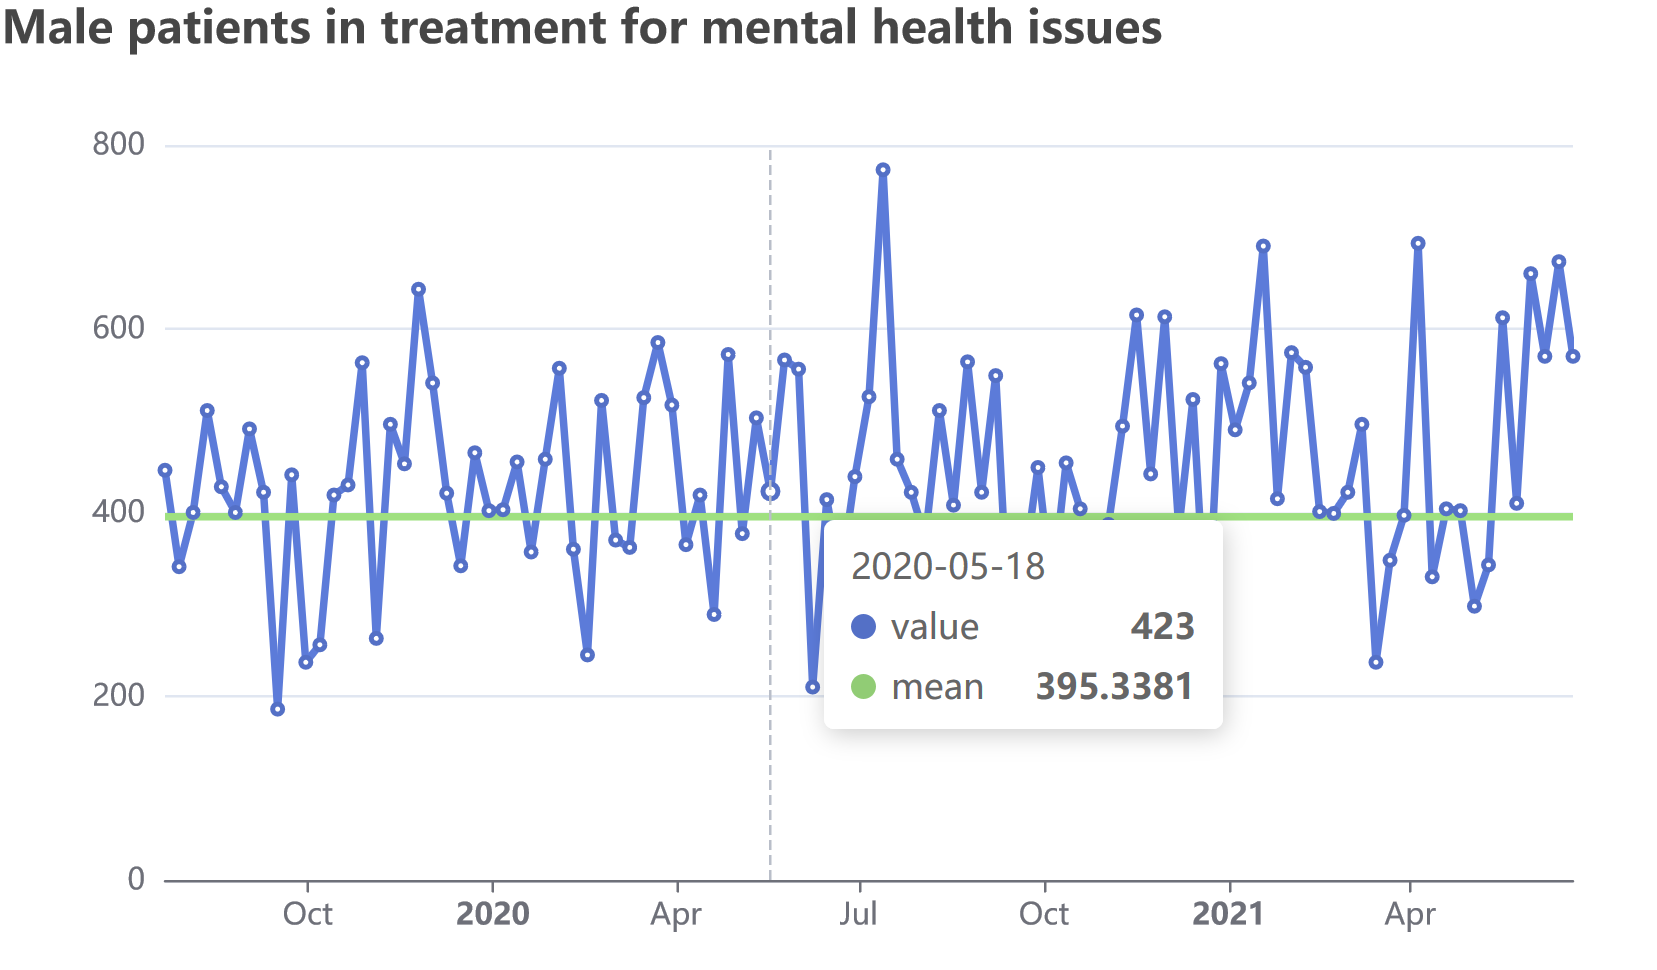 Male patients in treatment for mental health issues
800
600
400
200
0
2020-05-18
value 423
mean 395.3381
Oct 2020 Apr Jul Oct 2021 Apr